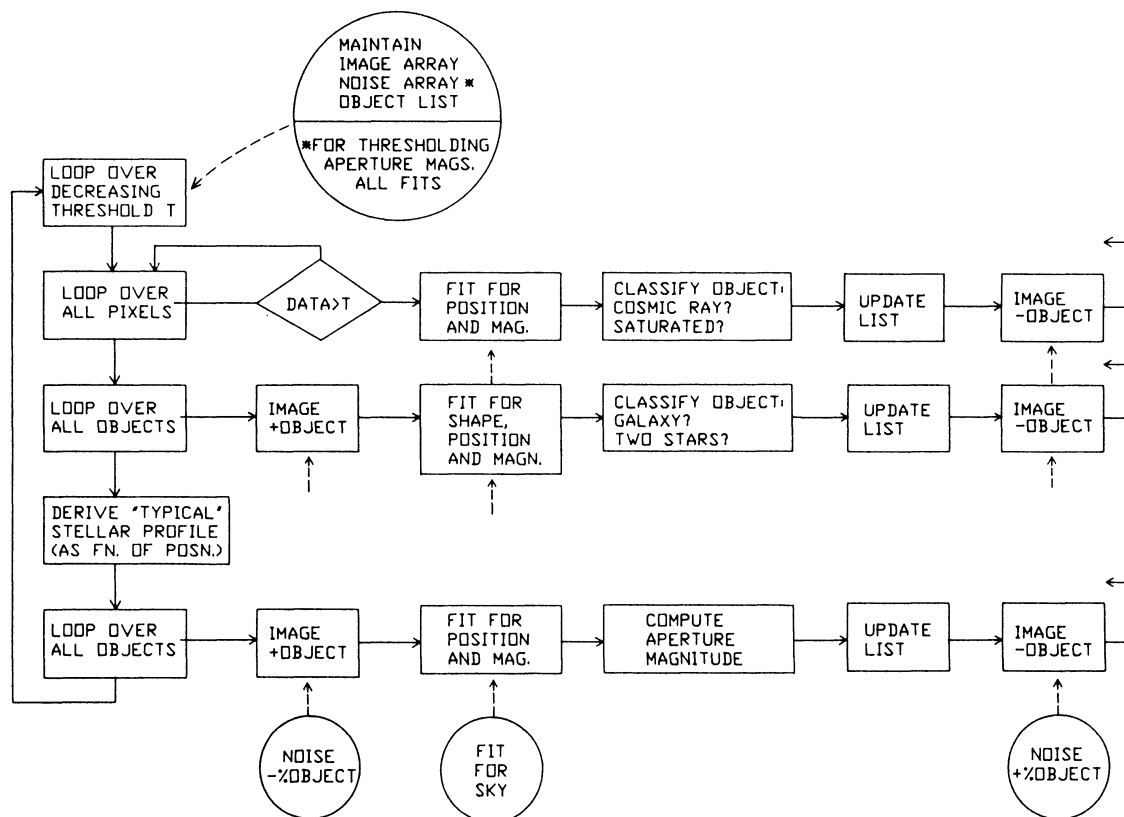 MAINTAIN
IMAGE ARRAY
NOISE ARRAY *
OBJECT LIST
*FOR THRESHOLDING
APERTURE MAGS.
ALL FITS
LOOP OVER
DECREASING
THRESHOLD T
LOOP OVER
ALL PIXELS
DATA>T
FIT FOR
POSITION
AND MAG.
CLASSIFY OBJECT:
COSMIC RAY?
SATURATED?
UPDATE
LIST
IMAGE
-OBJECT
LOOP OVER
ALL OBJECTS
IMAGE
+OBJECT
FIT FOR
SHAPE,
POSITION
AND MAGN.
CLASSIFY OBJECT:
GALAXY?
TWO STARS?
UPDATE
LIST
IMAGE
-OBJECT
DERIVE "TYPICAL"
STELLAR PROFILE
(AS FN. OF POSN.)
LOOP OVER
ALL OBJECTS
IMAGE
+OBJECT
FIT FOR
POSITION
AND MAG.
COMPUTE
APERTURE
MAGNITUDE
UPDATE
LIST
IMAGE
-OBJECT
NOISE
-%OBJECT
FIT
FOR
SKY
NOISE
+%OBJECT